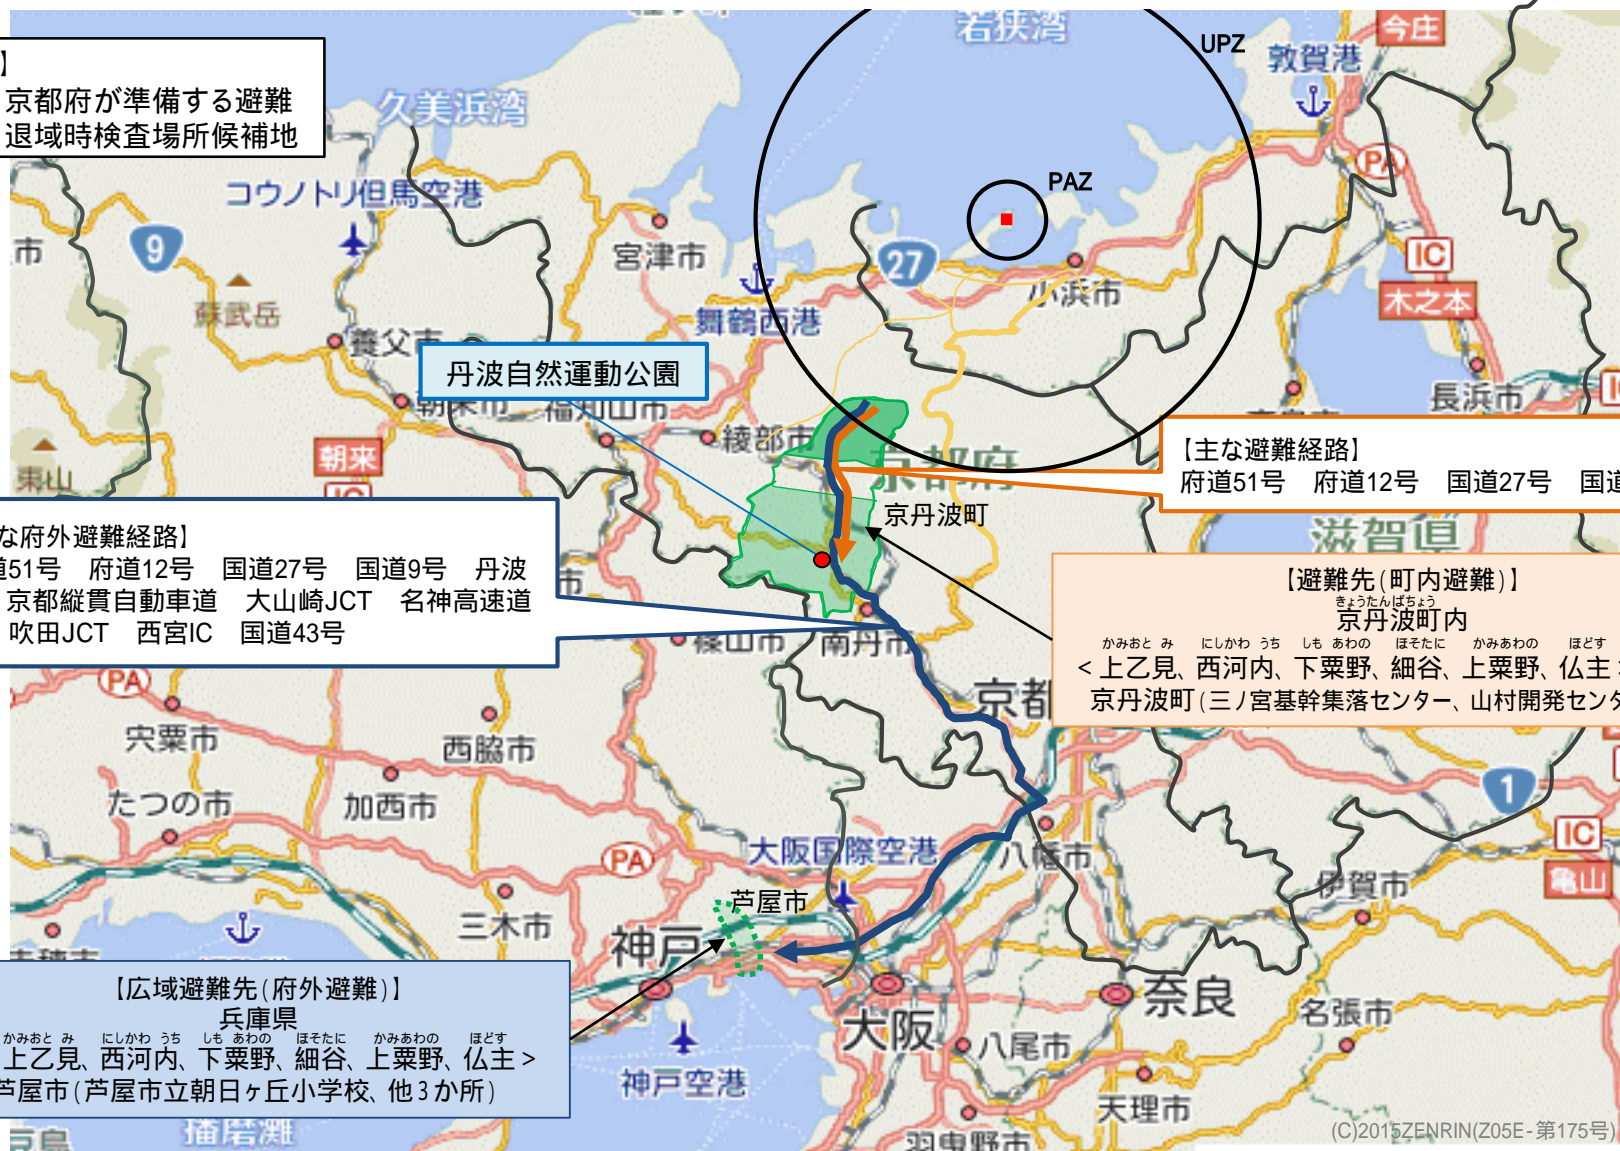 若狭湾
UPZ
敦賀港
今庄
】
京都府が準備する避難
退域時検査場所候補地
久美浜湾
コウノトリ但馬空港
PAZ
PA
市
9
宮津市
27
小浜市
IC
木之本
蘇武岳
舞鶴西港
養父市
丹波自然運動公園
朝来市
福知山市
綾部市
長浜市
東山
朝来
IC
京都府
【主な避難経路】
府道51号 府道12号 国道27号 国道
京丹波町
滋賀県
な府外避難経路】
道51号 府道12号 国道27号 国道9号 丹波
京都縦貫自動車道 大山崎JCT 名神高速道
吹田JCT 西宮IC 国道43号
市
【避難先(町内避難)】
きょうたんばちょう
京丹波町内
かみおと み にしかわ うち しも あわの ほそたに かみあわの ほどす
<上乙見、西河内、下粟野、細谷、上粟野、仏主>
京丹波町(三ノ宮基幹集落センター、山村開発センタ
篠山市
南丹市
PA
京都
宍粟市
西脇市
たつの市
加西市
1
大阪国際空港
八幡市
PA
IC
亀山
伊賀市
芦屋市
三木市
神戸
【広域避難先(府外避難)】
兵庫県
かみおと み にしかわ うち しも あわの ほそたに かみあわの ほどす
上乙見、西河内、下粟野、細谷、上粟野、仏主>
芦屋市(芦屋市立朝日ヶ丘小学校、他3か所)
大阪
奈良
名張市
八尾市
神戸空港
天理市
播磨灘
羽曳野市
(C)2015ZENRIN(Z05E-第175号)